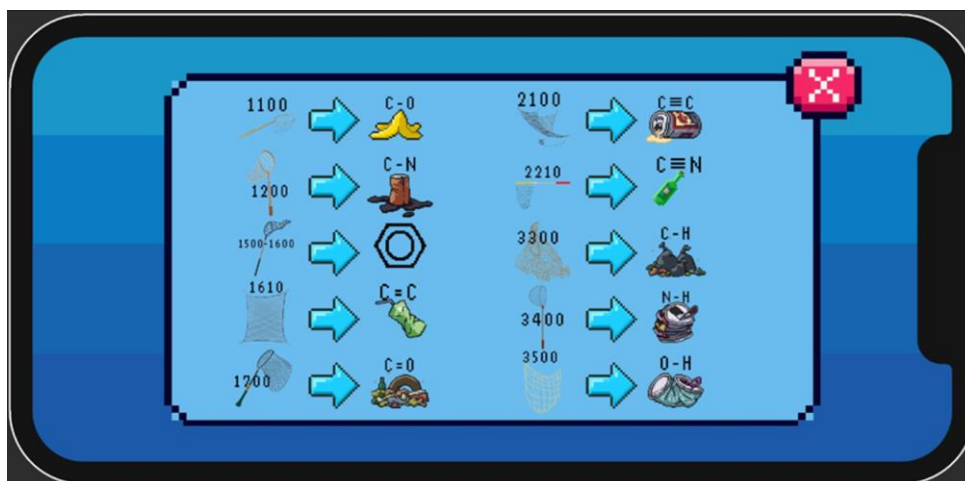 1100
C-O
1200
C-N
1500-1600
1610
C=C
1700
C=O
2100
C≡C
2210
C≡N
3300
C-H
3400
N-H
3500
O-H